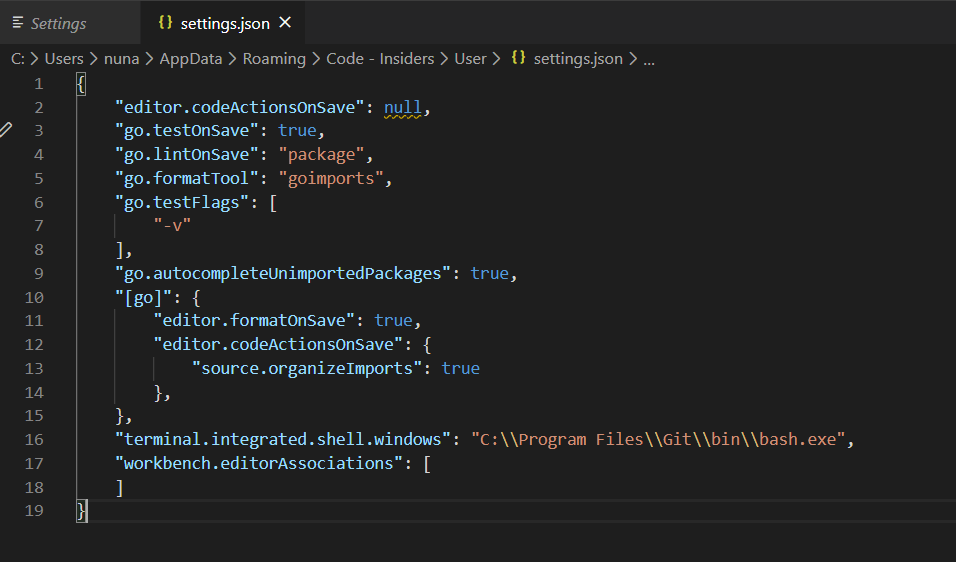 Settings
{} settings.json ×
C: > Users > nuna > AppData > Roaming > Code - Insiders > User > {} settings.json > ...
1 {
2 "editor.codeActionsOnSave": null,
3 "go.testOnSave": true,
4 "go.lintOnSave": "package",
5 "go.formatTool": "goimports",
6 "go.testFlags": [
7 "-v"
8 ],
9 "go.autocompleteUnimportedPackages": true,
10 "[go]": {
11 "editor.formatOnSave": true,
12 "editor.codeActionsOnSave": {
13 "source.organizeImports": true
14 },
15 },
16 "terminal.integrated.shell.windows": "C:\\Program Files\\Git\\bin\\bash.exe",
17 "workbench.editorAssociations": [
18 ]
19 }